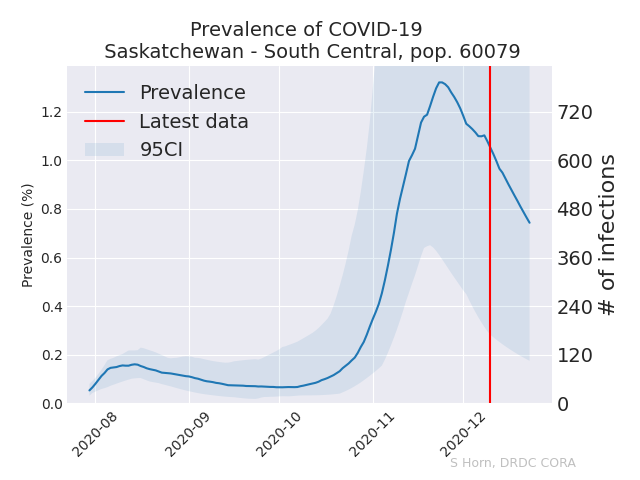 Prevalence of COVID-19
Saskatchewan - South Central, pop. 60079
Prevalence
Latest data
95CI
Prevalence (%)
1.2
1.0
0.8
0.6
0.4
0.2
0.0
720
600
480
360
240
120
0
# of infections
2020-08
2020-09
2020-10
2020-11
2020-12
S Horn, DRDC CORA